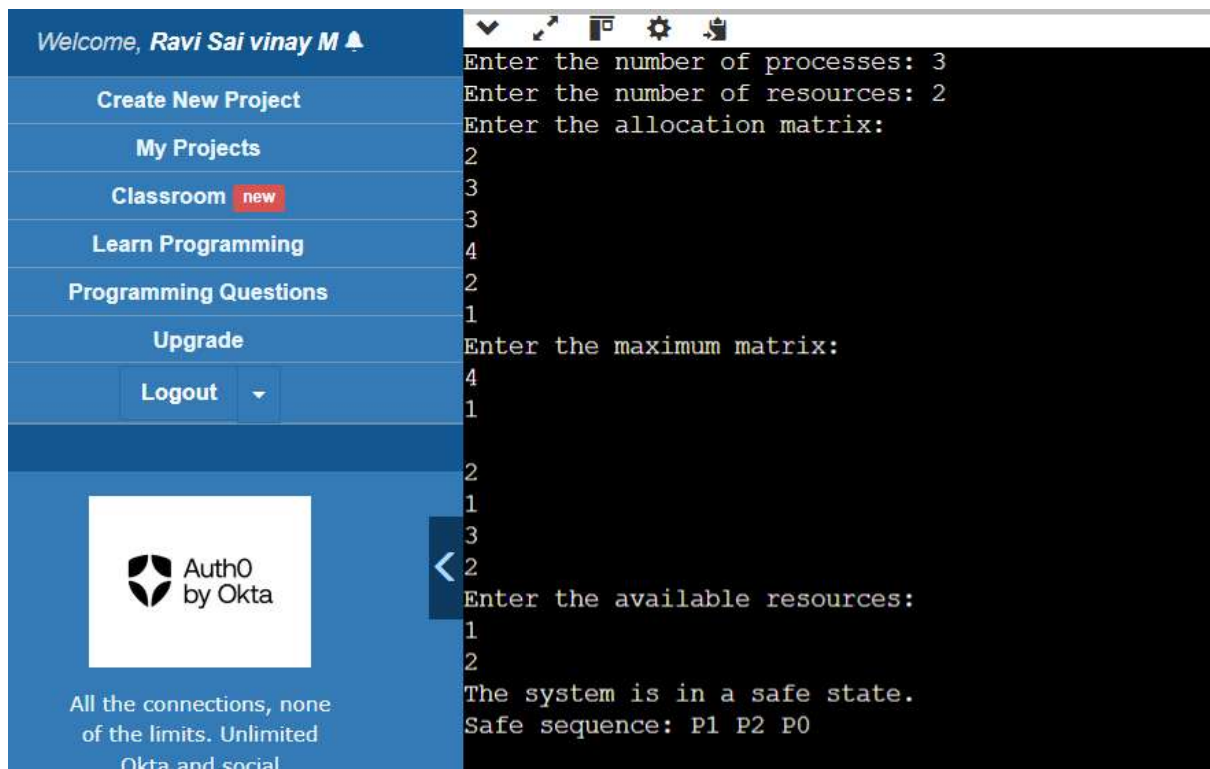 Welcome, Ravi Sai vinay M
Create New Project
My Projects
Classroom new
Learn Programming
Programming Questions
Upgrade
Logout
Auth0
by Okta
All the connections, none
of the limits. Unlimited
Okta and social
Enter the number of processes: 3
Enter the number of resources: 2
Enter the allocation matrix:
2
3
3
4
2
1
Enter the maximum matrix:
4
1
2
1
3
2
Enter the available resources:
1
2
The system is in a safe state.
Safe sequence: P1 P2 P0